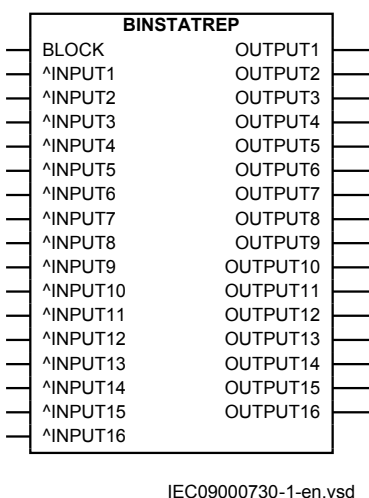 BINSTATREP
BLOCK OUTPUT1
^INPUT1 OUTPUT2
^INPUT2 OUTPUT3
^INPUT3 OUTPUT4
^INPUT4 OUTPUT5
^INPUT5 OUTPUT6
^INPUT6 OUTPUT7
^INPUT7 OUTPUT8
^INPUT8 OUTPUT9
^INPUT9 OUTPUT10
^INPUT10 OUTPUT11
^INPUT11 OUTPUT12
^INPUT12 OUTPUT13
^INPUT13 OUTPUT14
^INPUT14 OUTPUT15
^INPUT15 OUTPUT16
^INPUT16
IEC09000730-1-en.vsd